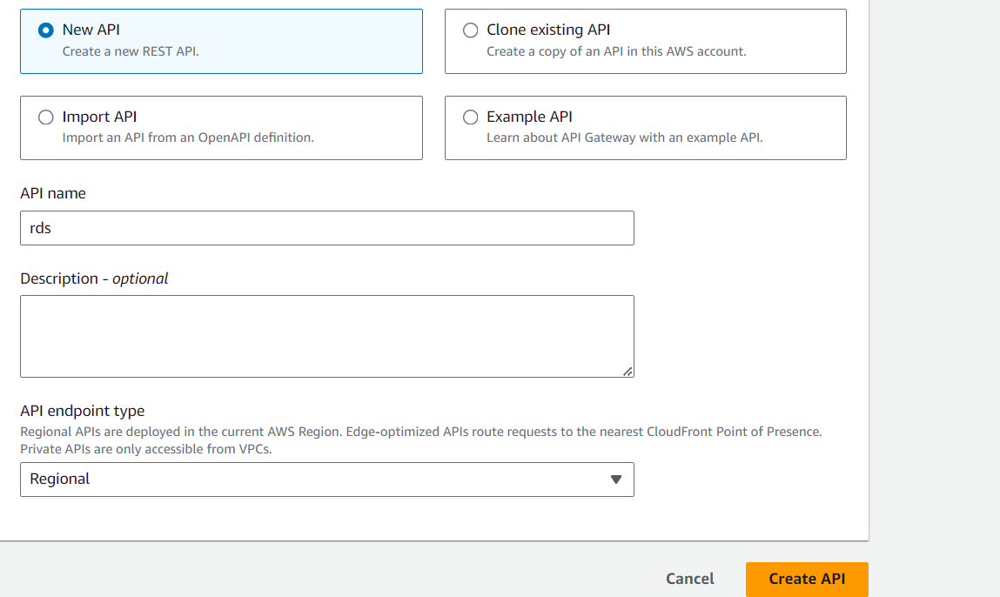 New API
Create a new REST API.
Clone existing API
Create a copy of an API in this AWS account.
Import API
Import an API from an OpenAPI definition.
Example API
Learn about API Gateway with an example API.
API name
rds
Description - optional
API endpoint type
Regional APIs are deployed in the current AWS Region. Edge-optimized APIs route requests to the nearest CloudFront Point of Presence.
Private APIs are only accessible from VPCs.
Regional
Cancel
Create API